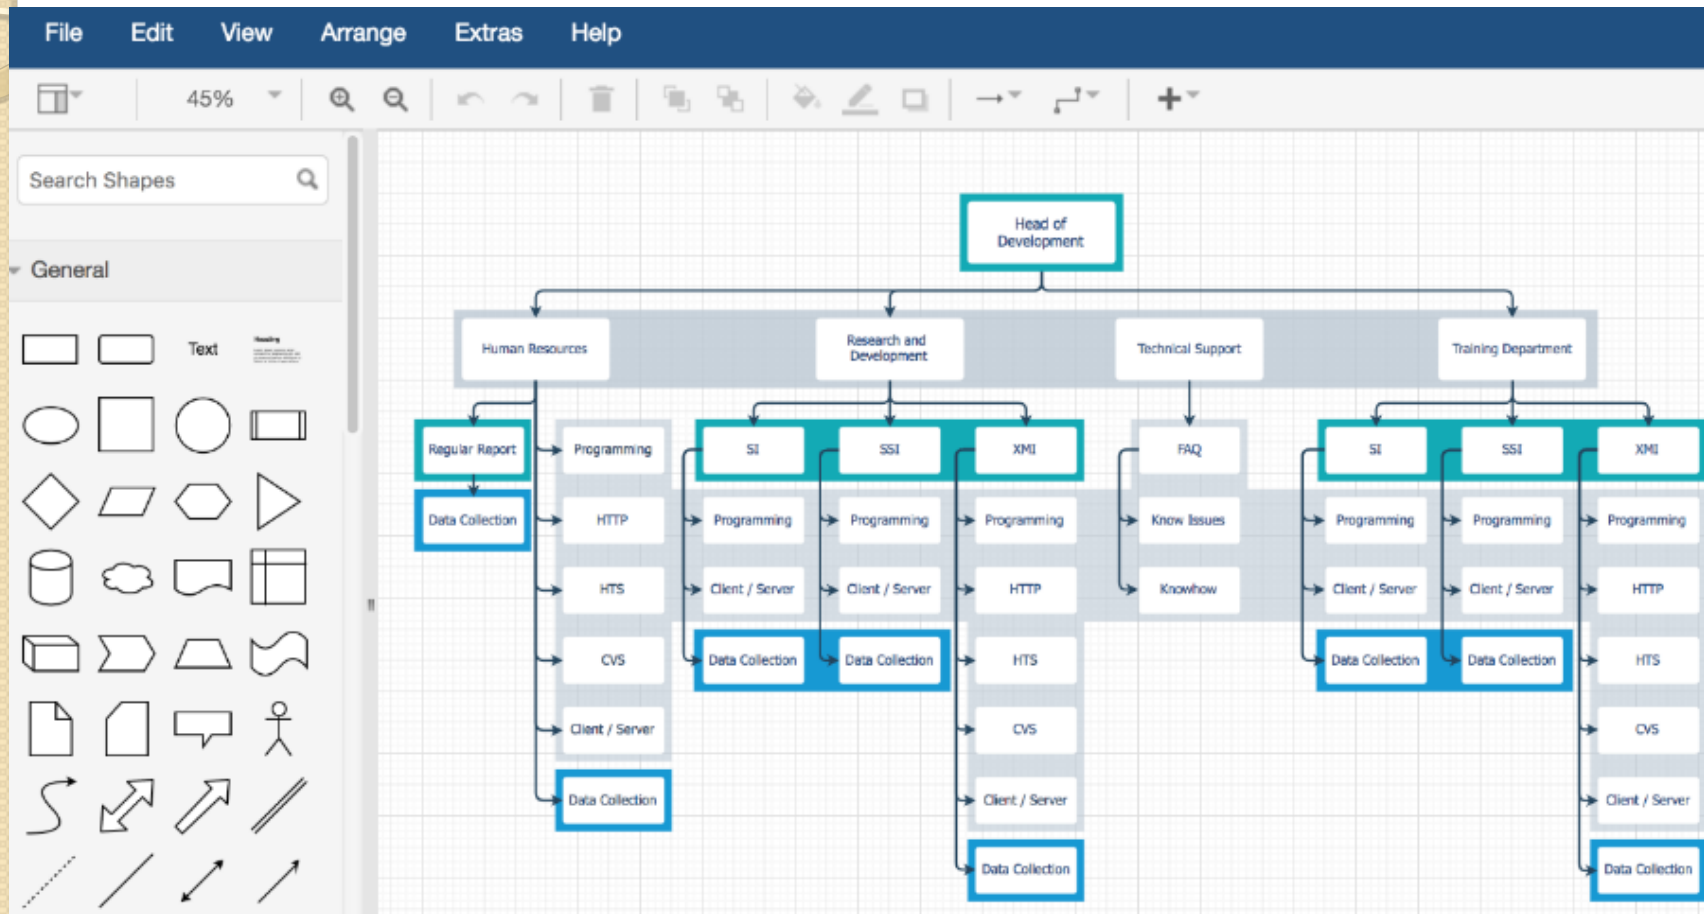 File Edit View Arrange Extras Help
45%
Search Shapes
General
Text
Heading
Head of
Development
Human Resources
Research and
Development
Technical Support
Training Department
Regular Report
Programming
SI
SSI
XMI
FAQ
SI
SSI
XMI
Data Collection
HTTP
Programming
Programming
Programming
Know Issues
Programming
Programming
Programming
HTS
Client / Server
Client / Server
HTTP
Knowhow
Client / Server
Client / Server
HTTP
CVS
Data Collection
Data Collection
HTS
Data Collection
Data Collection
HTS
Client / Server
CVS
CVS
Data Collection
Client / Server
Client / Server
Data Collection
Data Collection